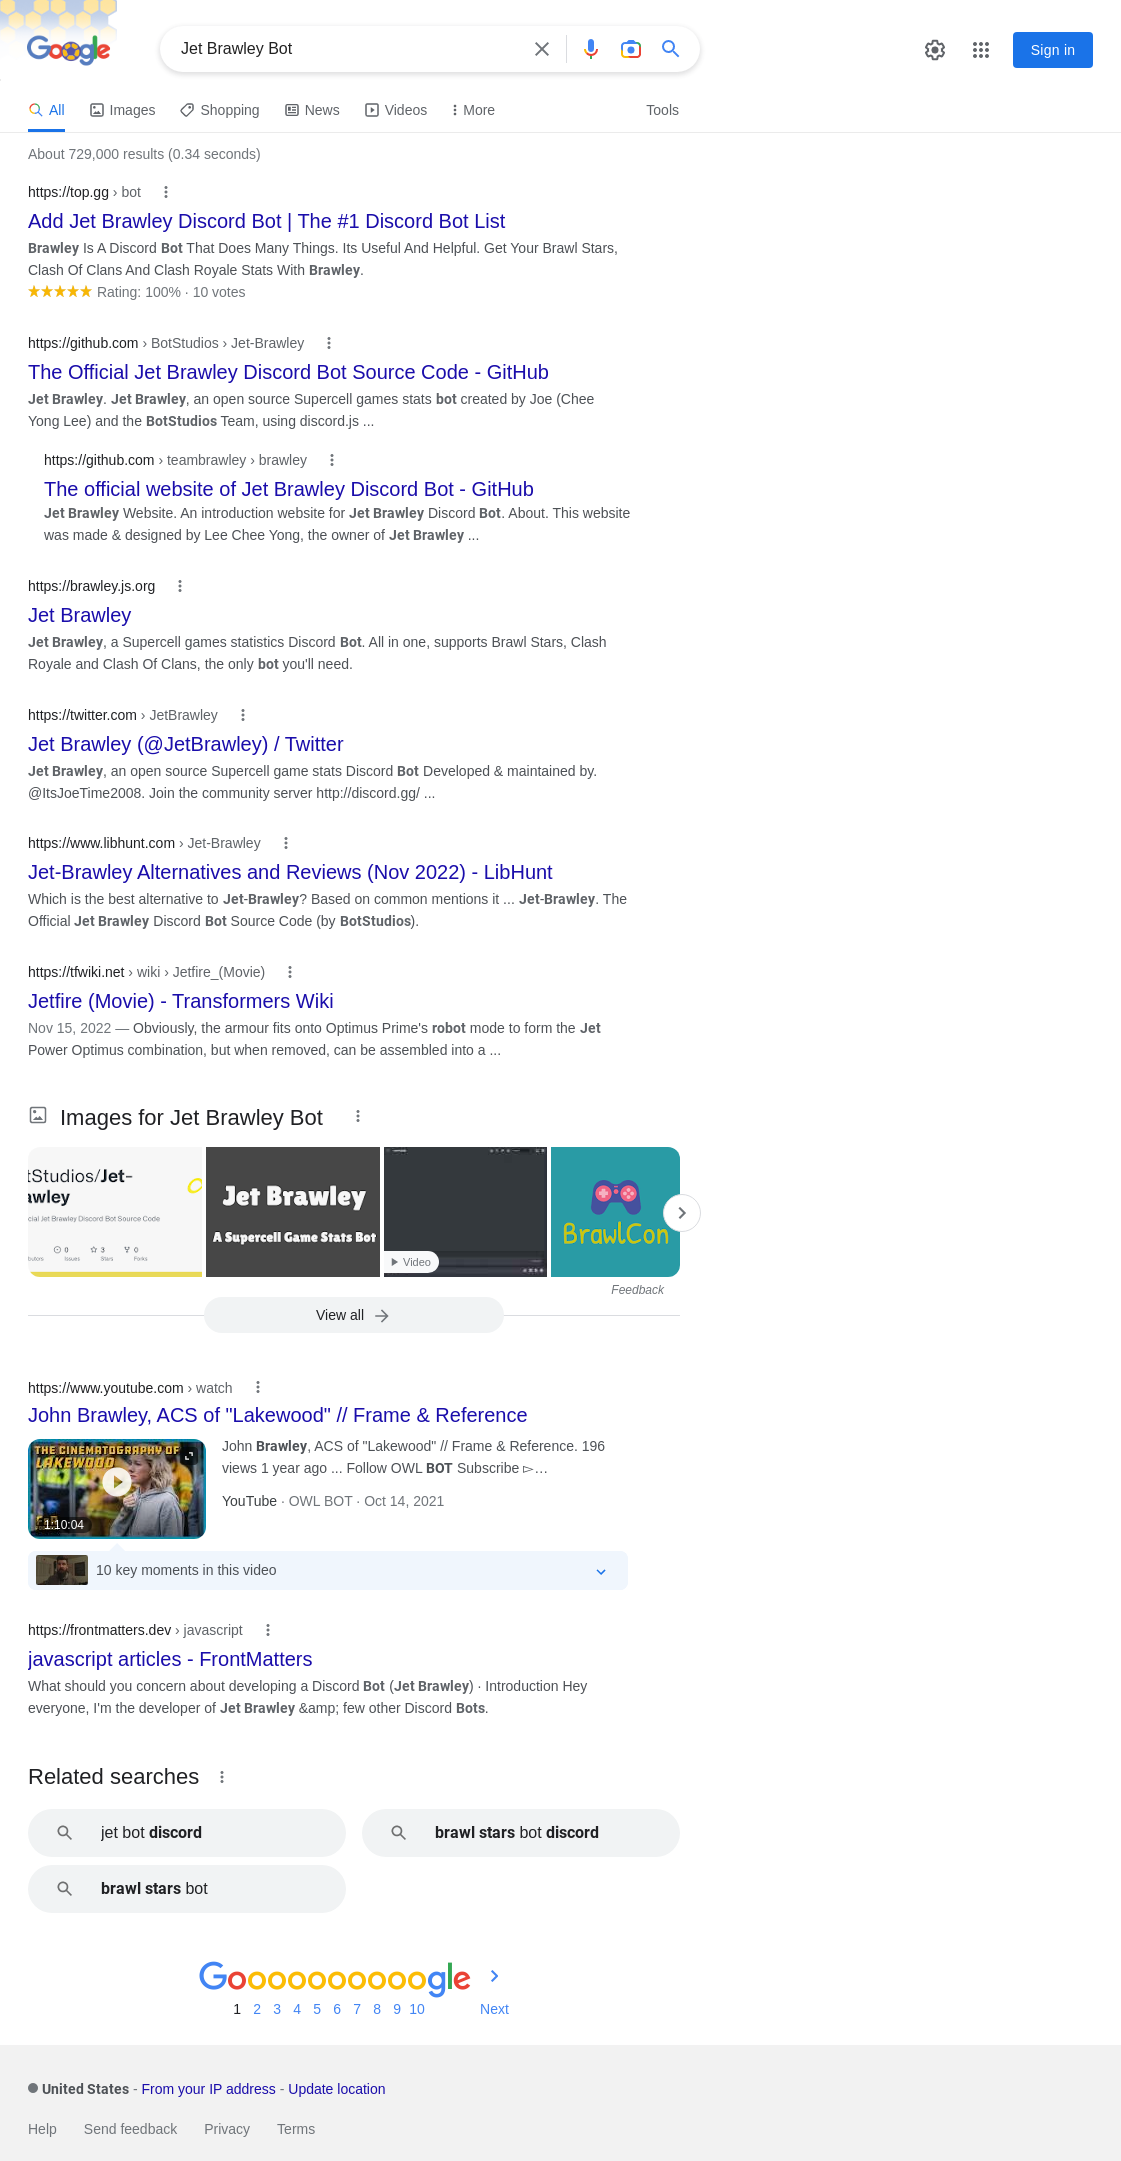 Google
Jet Brawley Bot
Sign in
All
Images
Shopping
News
Videos
More
Tools
About 729,000 results (0.34 seconds)
https://top.gg › bot
Add Jet Brawley Discord Bot | The #1 Discord Bot List
Brawley Is A Discord Bot That Does Many Things. Its Useful And Helpful. Get Your Brawl Stars,
Clash Of Clans And Clash Royale Stats With Brawley.
Rating: 100% · 10 votes
https://github.com › BotStudios › Jet-Brawley
The Official Jet Brawley Discord Bot Source Code - GitHub
Jet Brawley. Jet Brawley, an open source Supercell games stats bot created by Joe (Chee
Yong Lee) and the BotStudios Team, using discord.js ...
https://github.com › teambrawley › brawley
The official website of Jet Brawley Discord Bot - GitHub
Jet Brawley Website. An introduction website for Jet Brawley Discord Bot. About. This website
was made & designed by Lee Chee Yong, the owner of Jet Brawley ...
https://brawley.js.org
Jet Brawley
Jet Brawley, a Supercell games statistics Discord Bot. All in one, supports Brawl Stars, Clash
Royale and Clash Of Clans, the only bot you'll need.
https://twitter.com › JetBrawley
Jet Brawley (@JetBrawley) / Twitter
Jet Brawley, an open source Supercell game stats Discord Bot Developed & maintained by.
@ItsJoeTime2008. Join the community server http://discord.gg/ ...
https://www.libhunt.com › Jet-Brawley
Jet-Brawley Alternatives and Reviews (Nov 2022) - LibHunt
Which is the best alternative to Jet-Brawley? Based on common mentions it ... Jet-Brawley. The
Official Jet Brawley Discord Bot Source Code (by BotStudios).
https://tfwiki.net › wiki › Jetfire_(Movie)
Jetfire (Movie) - Transformers Wiki
Nov 15, 2022 — Obviously, the armour fits onto Optimus Prime's robot mode to form the Jet
Power Optimus combination, but when removed, can be assembled into a ...
Images for Jet Brawley Bot
tStudios/Jet-
awley
cial Jet Brawley Discord Bot Source Code
0
3
0
Issues
Stars
Forks
Jet Brawley
A Supercell Game Stats Bot
Video
BrawlCon
Feedback
View all
https://www.youtube.com › watch
John Brawley, ACS of "Lakewood" // Frame & Reference
THE CINEMATOGRAPHY OF
LAKEWOOD
1:10:04
John Brawley, ACS of "Lakewood" // Frame & Reference. 196
views 1 year ago ... Follow OWL BOT Subscribe ▻…
YouTube · OWL BOT · Oct 14, 2021
10 key moments in this video
https://frontmatters.dev › javascript
javascript articles - FrontMatters
What should you concern about developing a Discord Bot (Jet Brawley) · Introduction Hey
everyone, I'm the developer of Jet Brawley &amp; few other Discord Bots.
Related searches
jet bot discord
brawl stars bot discord
brawl stars bot
Goooooooooogle
1 2 3 4 5 6 7 8 9 10 Next
United States - From your IP address - Update location
Help
Send feedback
Privacy
Terms